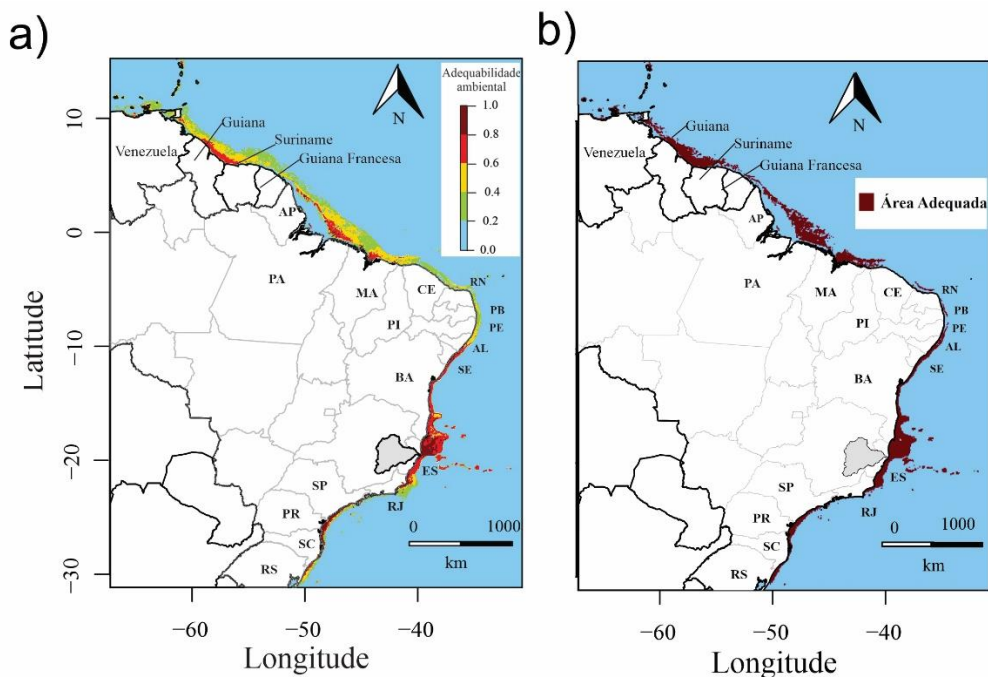 a)
Adequabilidade
ambiental
1.0
0.8
0.6
0.4
0.2
0.0
N
Guiana
Suriname
Guiana Francesa
Venezuela
AP
PA
MA
CE
RN
PB
PI
PE
AL
SE
BA
ES
SP
RJ
PR
SC
RS
0 1000
km
10
0
−10
−20
−30
Latitude
−60 −50 −40
Longitude
b)
N
Guiana
Suriname
Guiana Francesa
Venezuela
Área Adequada
AP
PA
MA
CE
RN
PB
PI
PE
AL
SE
BA
ES
SP
RJ
PR
SC
RS
0 1000
km
−60 −50 −40
Longitude